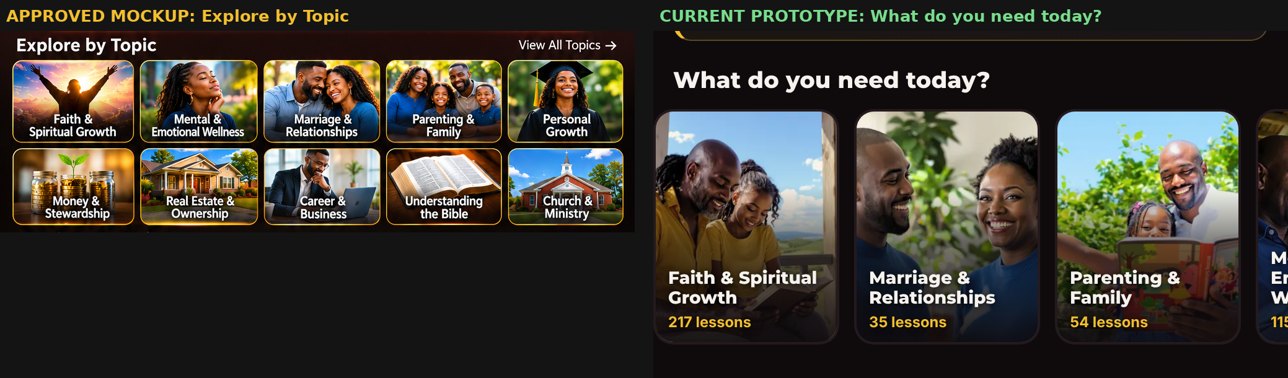 APPROVED MOCKUP: Explore by Topic
Explore by Topic
View All Topics →
Faith &
Spiritual Growth
Mental &
Emotional Wellness
Marriage &
Relationships
Parenting &
Family
Personal
Growth
Money &
Stewardship
Real Estate &
Ownership
Career &
Business
Understanding
the Bible
Church &
Ministry
CURRENT PROTOTYPE: What do you need today?
What do you need today?
Faith & Spiritual
Growth
217 lessons
Marriage &
Relationships
35 lessons
Parenting &
Family
54 lessons